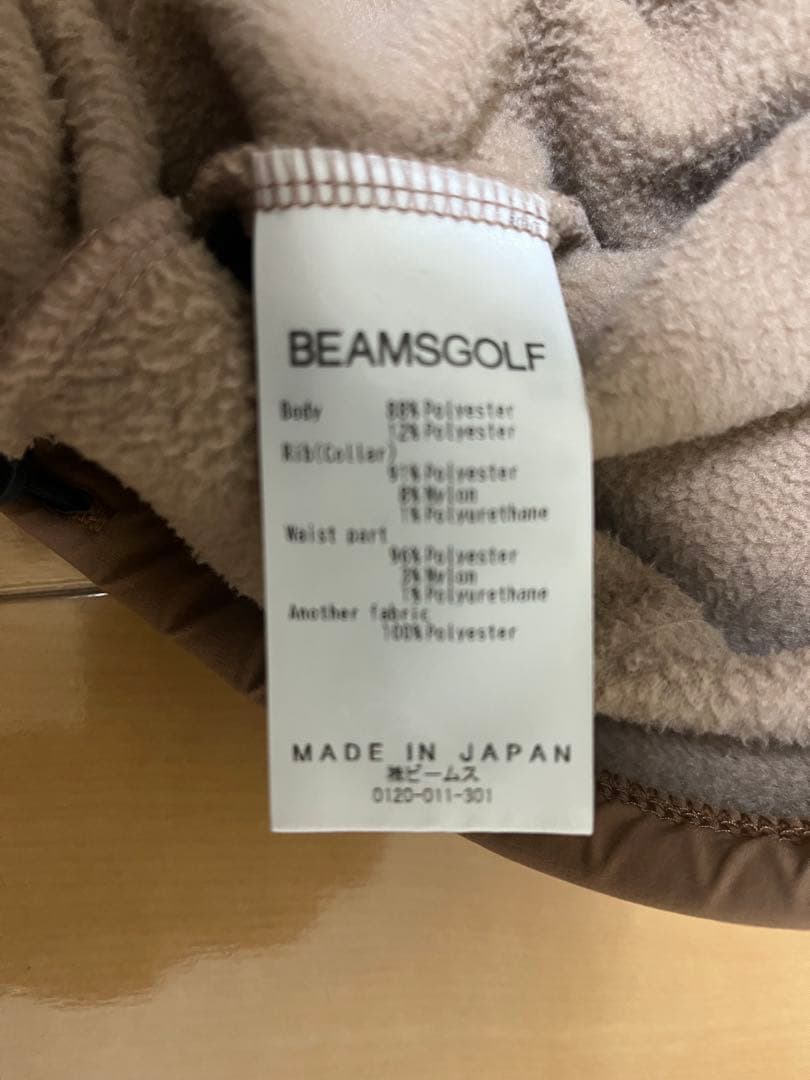 BEAMSGOLF
Body 88% Polyester
12% Polyester
Rib(Collar)
91% Polyester
8% Nylon
1% Polyurethane
Waist part
96% Polyester
Nylon
1% Polyurethane
Another fabric
100% Polyester
MADE IN JAPAN
㈱ビームス
0120-011-301